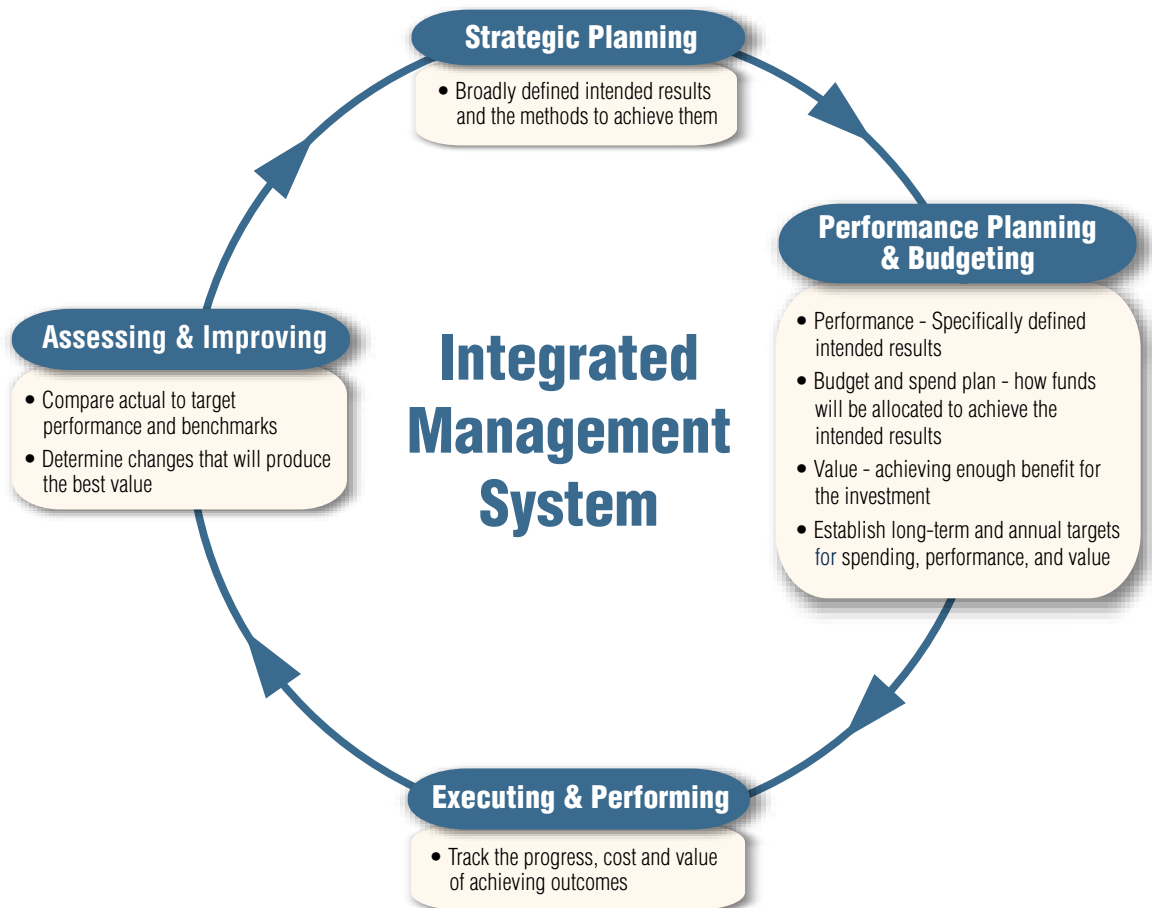 Strategic Planning
• Broadly defined intended results
and the methods to achieve them
Performance Planning
& Budgeting
• Performance - Specifically defined
intended results
• Budget and spend plan - how funds
will be allocated to achieve the
intended results
• Value - achieving enough benefit for
the investment
• Establish long-term and annual targets
for spending, performance, and value
Integrated
Management
System
Assessing & Improving
• Compare actual to target
performance and benchmarks
• Determine changes that will produce
the best value
Executing & Performing
• Track the progress, cost and value
of achieving outcomes